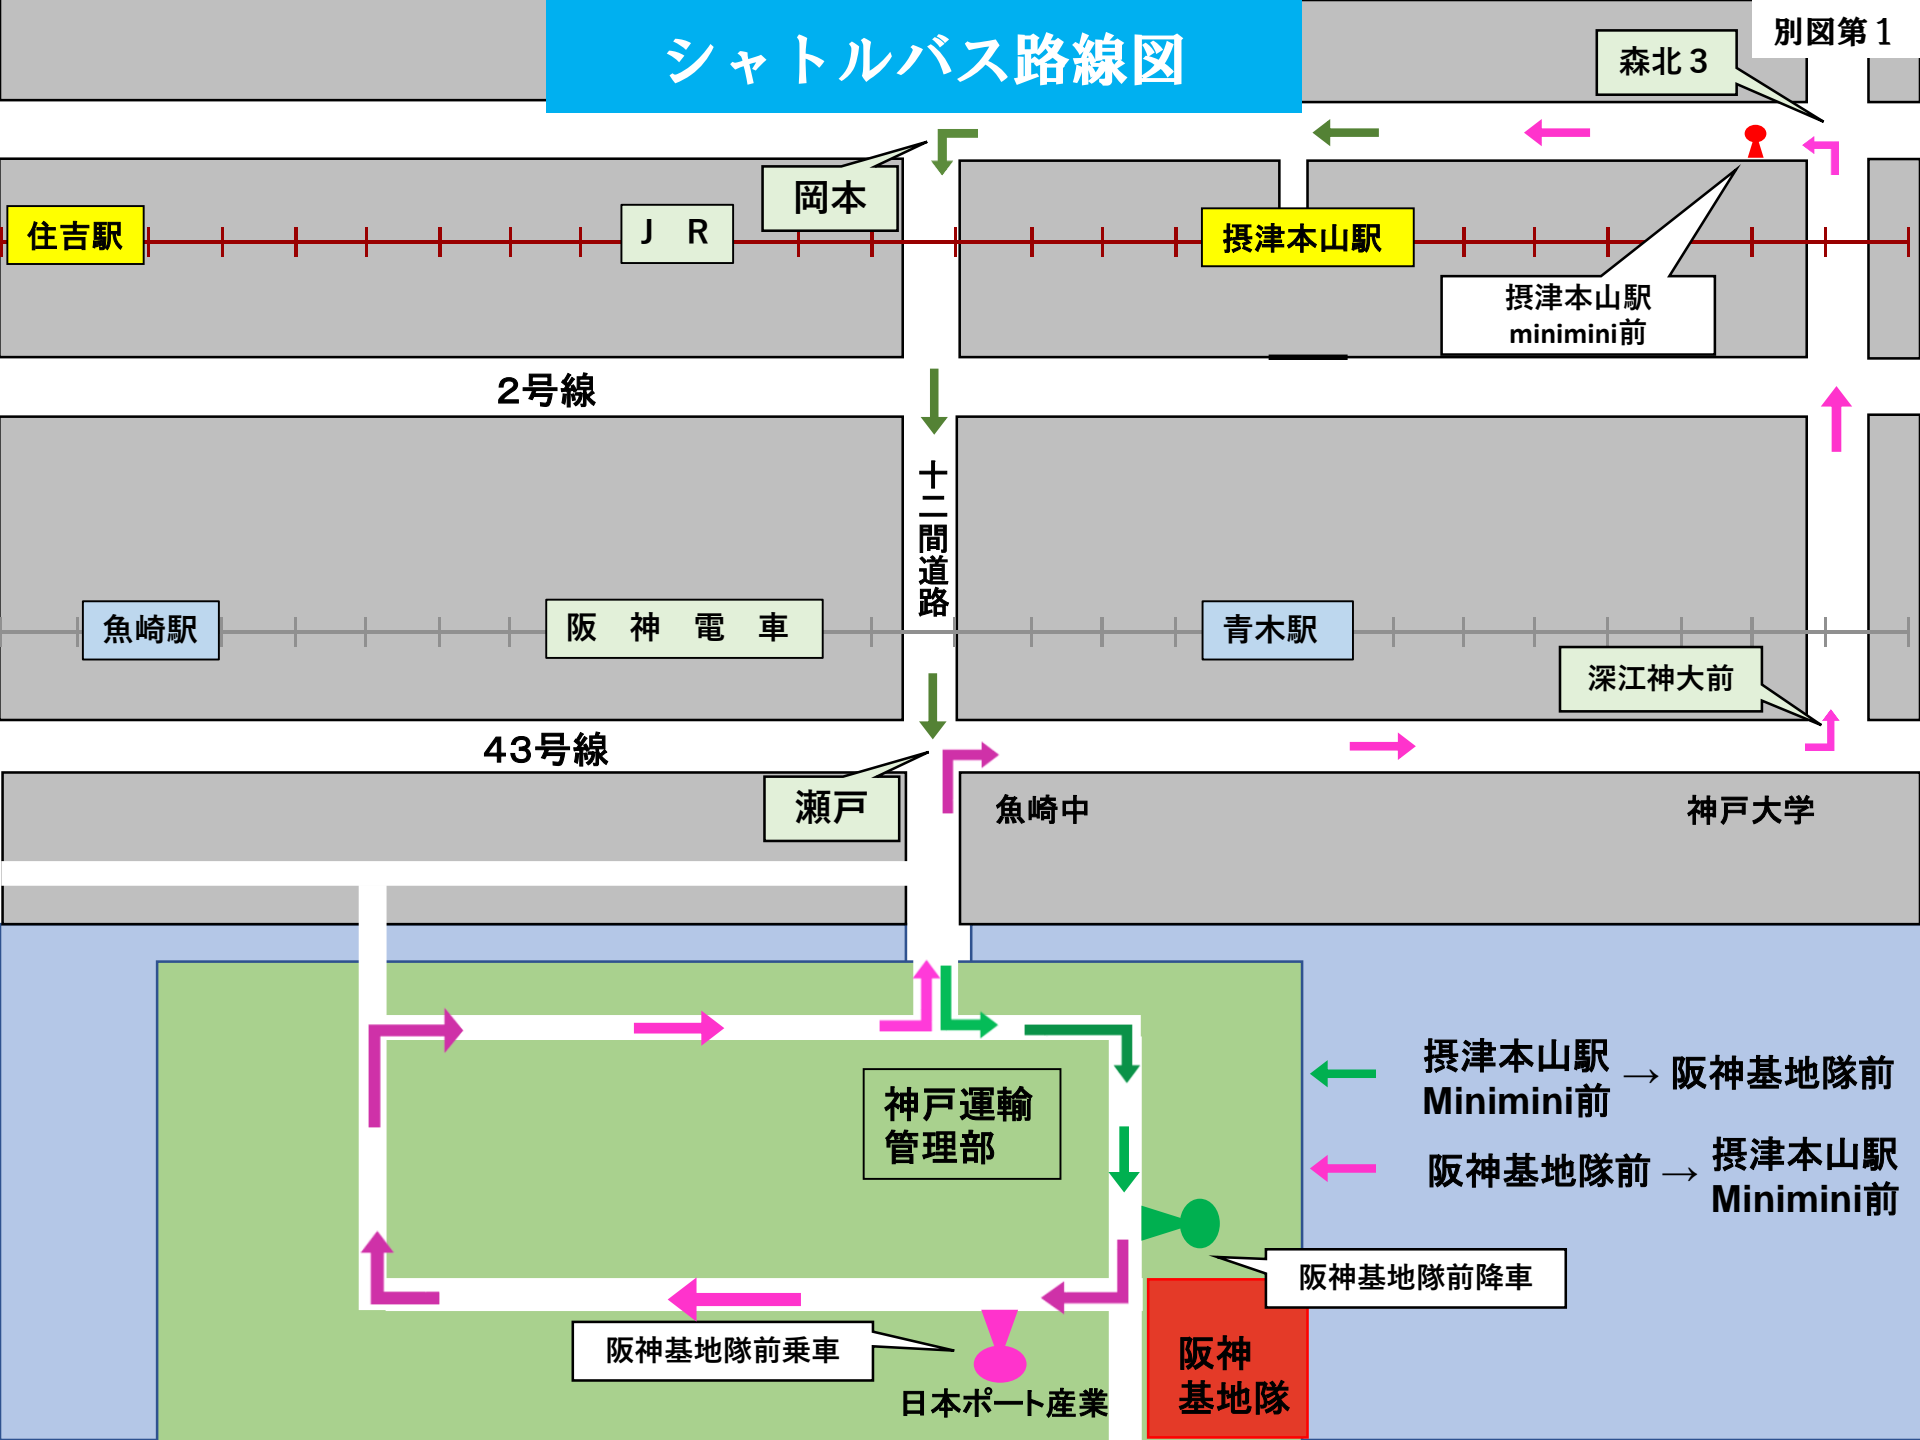 シャトルバス路線図
別図第１
森北３
岡本
住吉駅
Ｊ　Ｒ
摂津本山駅
摂津本山駅
minimini前
２号線
十二間道路
魚崎駅
阪　神　電　車
青木駅
深江神大前
４３号線
瀬戸
魚崎中
神戸大学
神戸運輸
管理部
摂津本山駅
Minimini前
→ 阪神基地隊前
阪神基地隊前 →
摂津本山駅
Minimini前
阪神基地隊前降車
阪神基地隊前乗車
阪神
基地隊
日本ポート産業